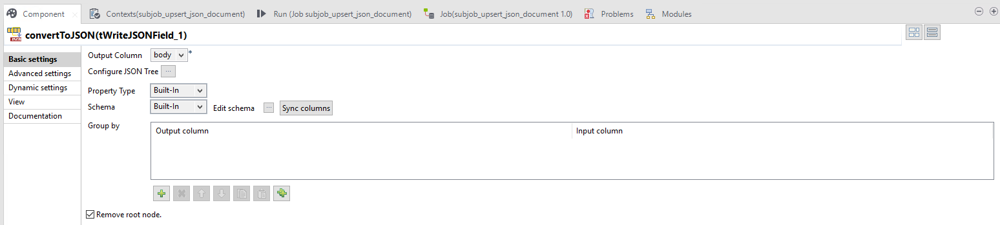 Component Contexts(subjob_upsert_json_document) Run (Job subjob_upsert_json_document) Job(subjob_upsert_json_document 1.0) Problems Modules
JSON convertToJSON(tWriteJSONField_1)
Basic settings
Advanced settings
Dynamic settings
View
Documentation
Output Column body *
Configure JSON Tree ...
Property Type Built-In
Schema Built-In Edit schema ... Sync columns
Group by
Output column Input column
Remove root node.